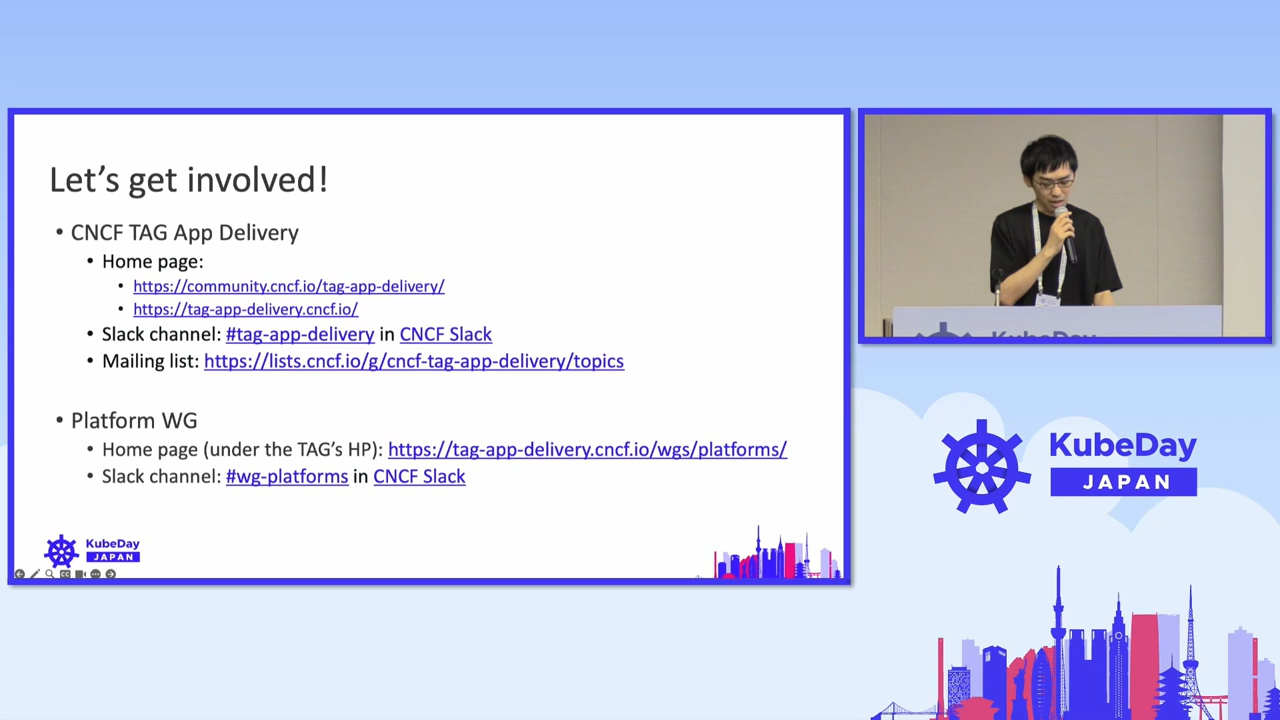 Let's get involved!
• CNCF TAG App Delivery
• Home page:
• https://community.cncf.io/tag-app-delivery/
• https://tag-app-delivery.cncf.io/
• Slack channel: #tag-app-delivery in CNCF Slack
• Mailing list: https://lists.cncf.io/g/cncf-tag-app-delivery/topics
• Platform WG
• Home page (under the TAG's HP): https://tag-app-delivery.cncf.io/wgs/platforms/
• Slack channel: #wg-platforms in CNCF Slack
KubeDay
JAPAN
KubeDay
KubeDay
JAPAN